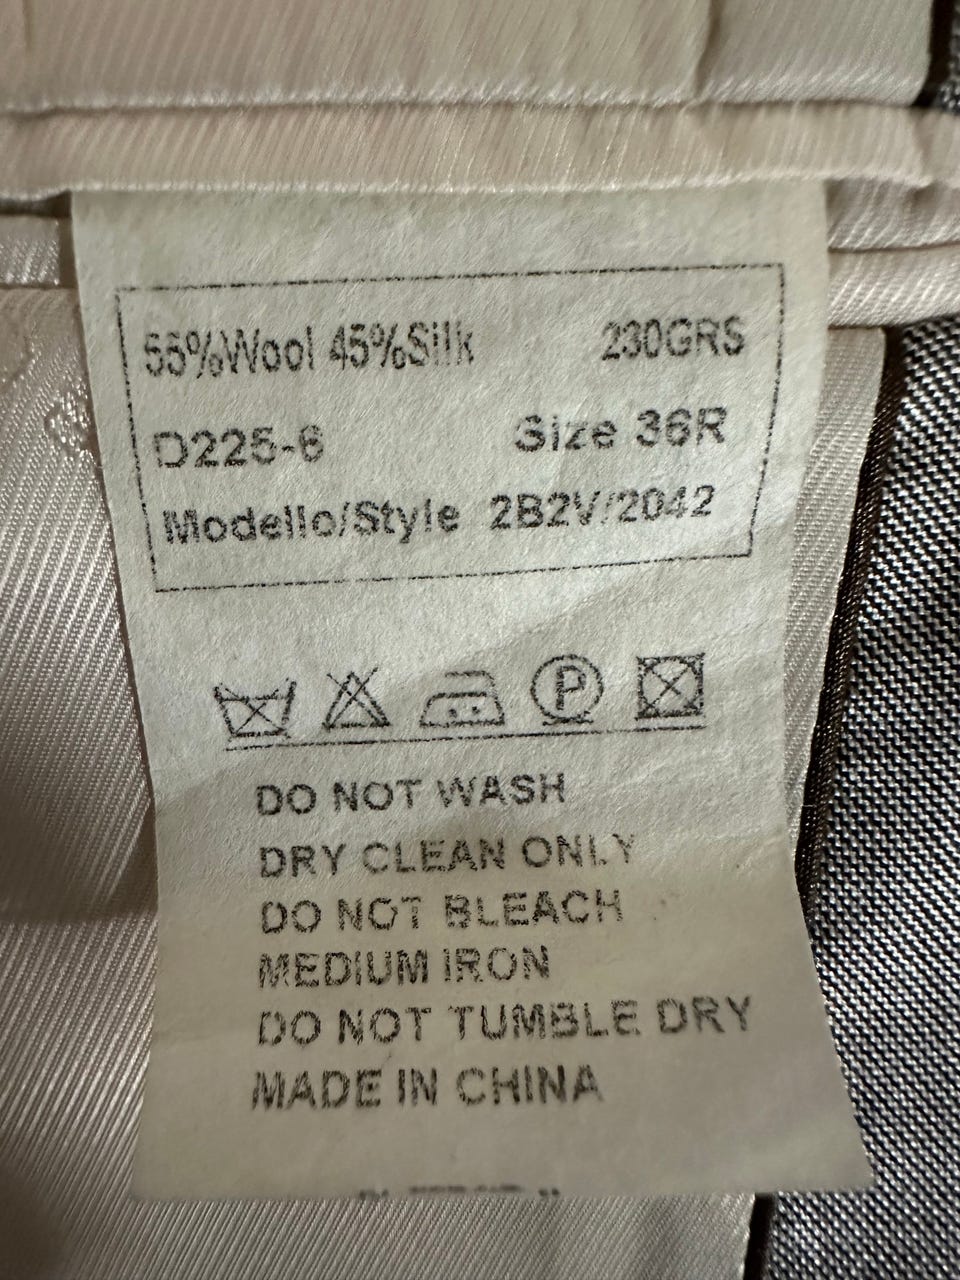 55%Wool 45%Silk 230GRS
D225-6 Size 36R
Modello/Style 2B2V/2042
P
DO NOT WASH
DRY CLEAN ONLY
DO NOT BLEACH
MEDIUM IRON
DO NOT TUMBLE DRY
MADE IN CHINA